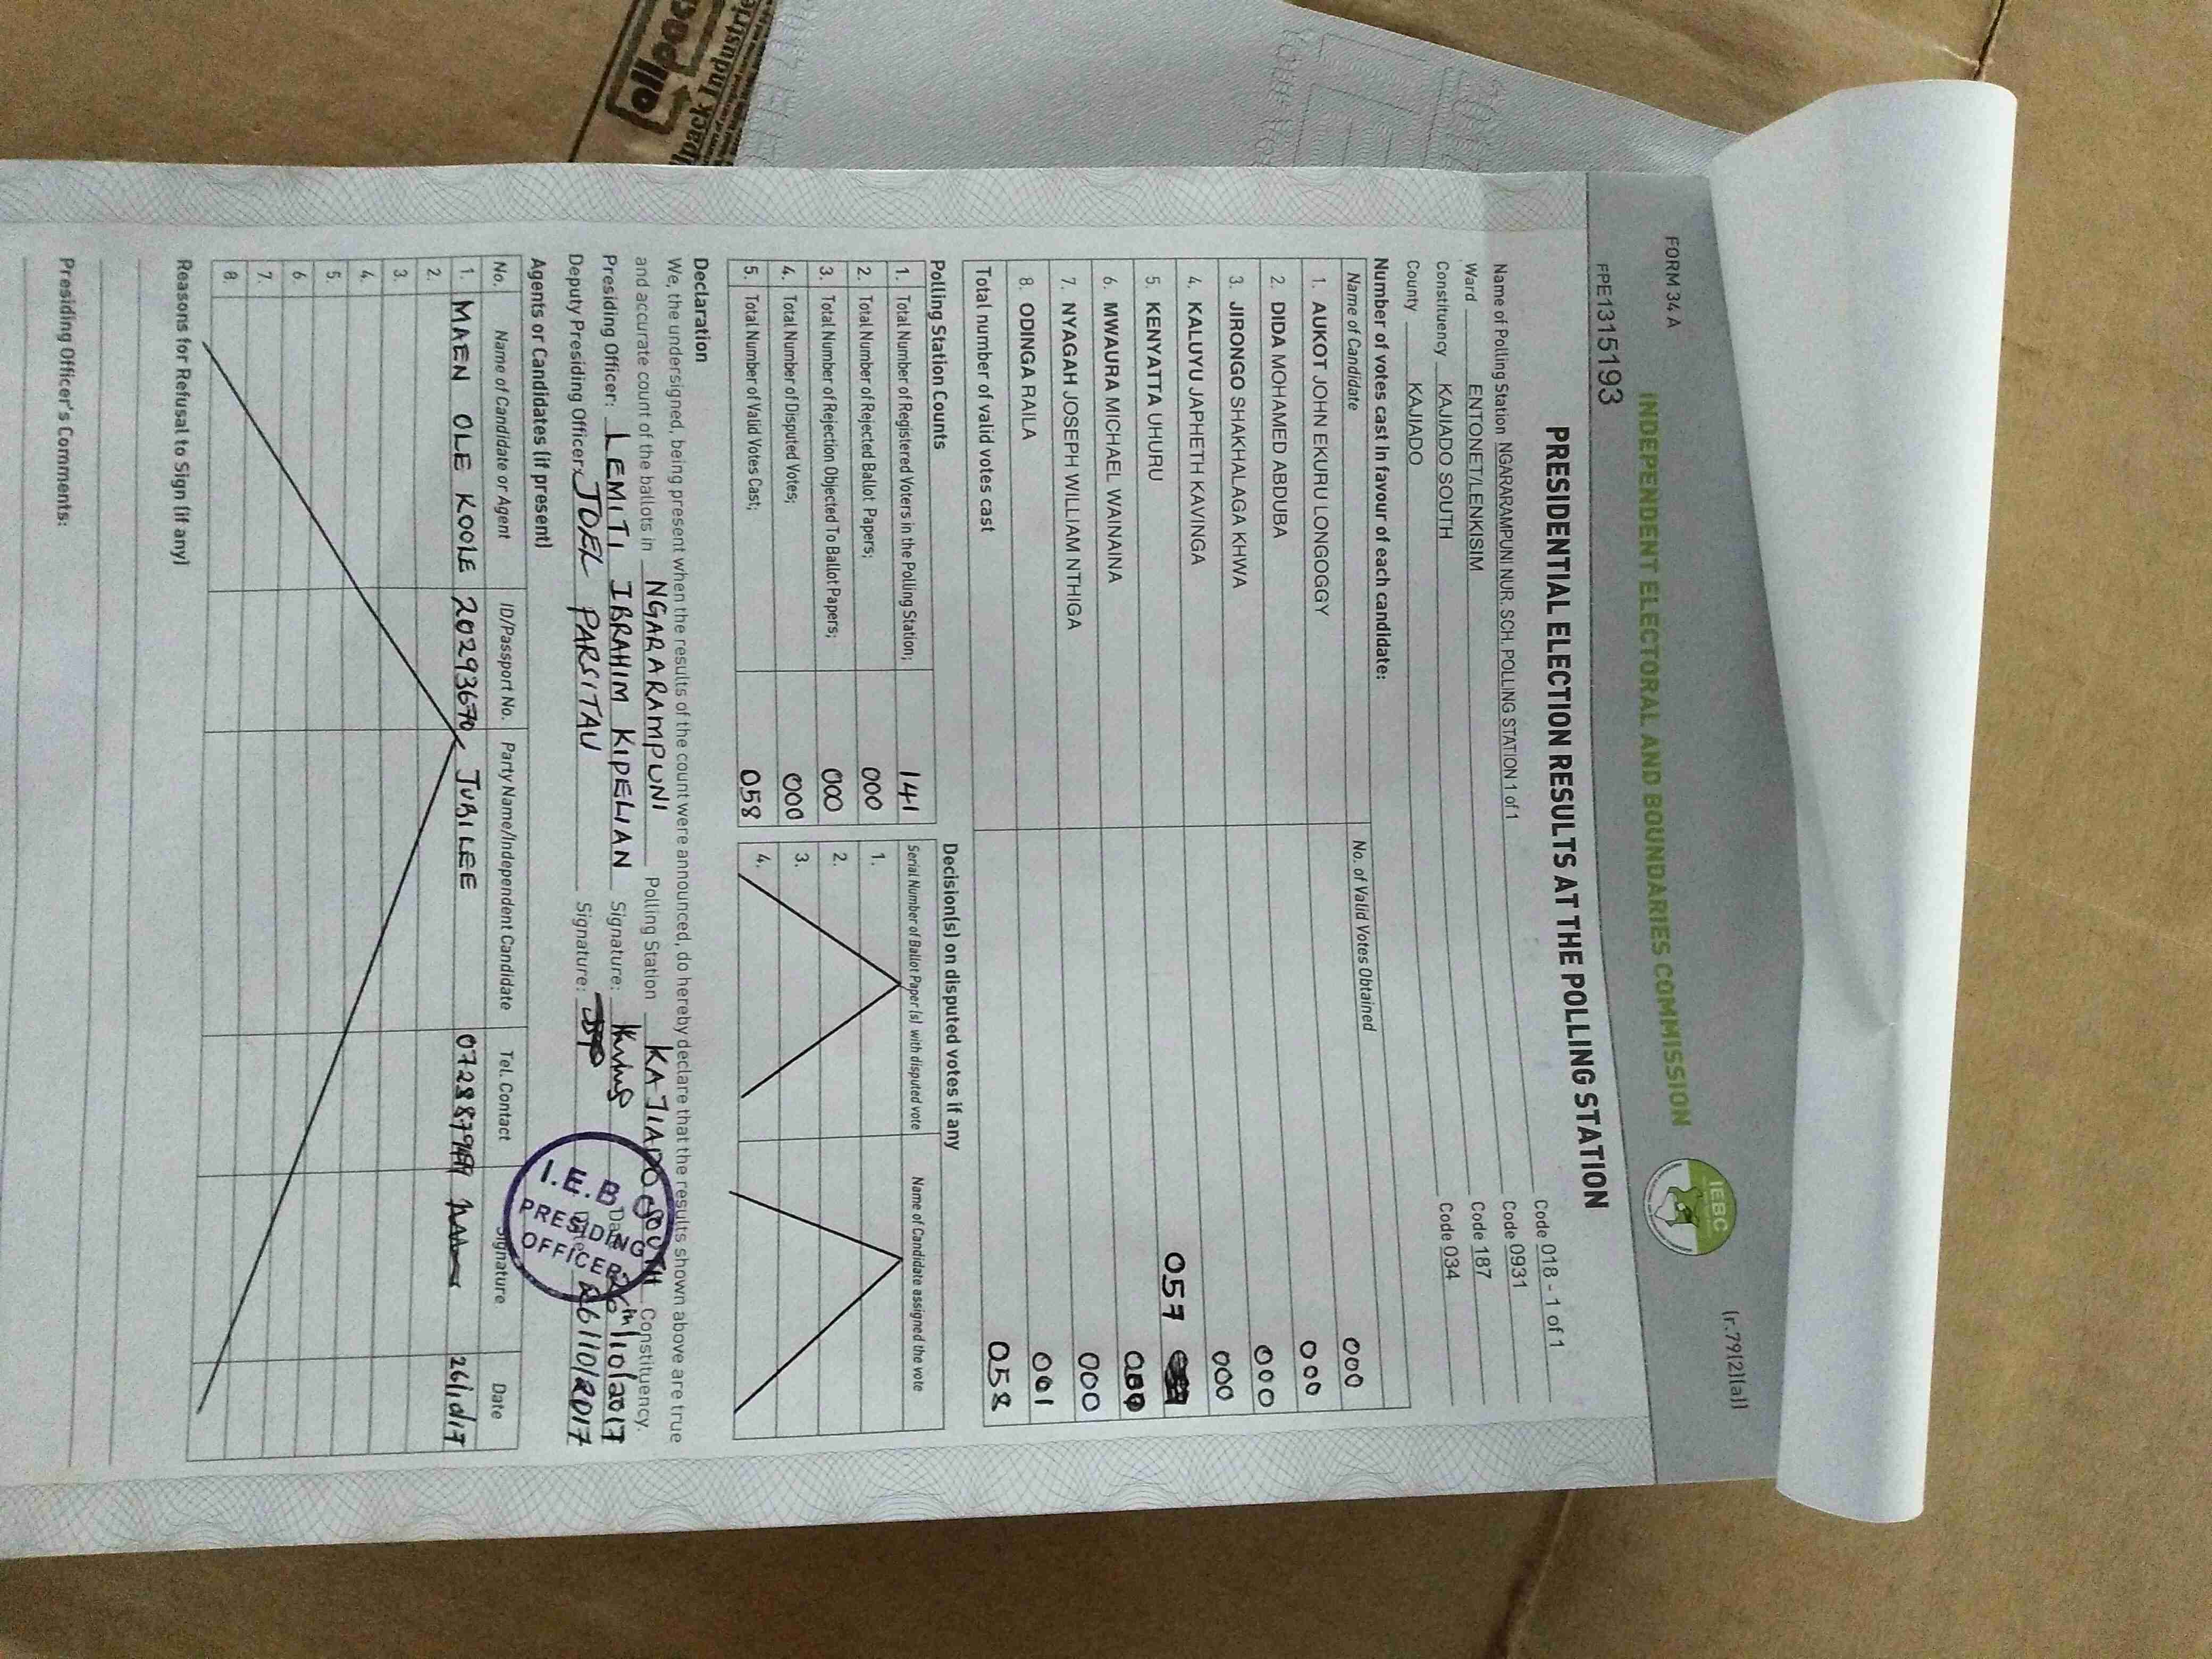 allpack
Industri
llpack Industri
FORM 34 A
(r.79(2)(a))
INDEPENDENT ELECTORAL AND BOUNDARIES COMMISSION
IEBC
FPE1315193
PRESIDENTIAL ELECTION RESULTS AT THE POLLING STATION
Name of Polling Station NGARARAMPUNI NUR. SCH. POLLING STATION 1 of 1 Code 018 - 1 of 1
Ward ENTONET/LENKISIM Code 0931
Constituency KAJIADO SOUTH Code 187
County KAJIADO Code 034
Number of votes cast in favour of each candidate:
Name of Candidate No. of Valid Votes Obtained
1. AUKOT JOHN EKURU LONGOGGY 000
2. DIDA MOHAMED ABDUBA 000
3. JIRONGO SHAKHALAGA KHWA 000
4. KALUYU JAPHETH KAVINGA 000
5. KENYATTA UHURU 057
6. MWAURA MICHAEL WAINAINA 000
7. NYAGAH JOSEPH WILLIAM NTHIGA 000
8. ODINGA RAILA 001
Total number of valid votes cast 058
Polling Station Counts
1. Total Number of Registered Voters in the Polling Station; 141
2. Total Number of Rejected Ballot Papers; 000
3. Total Number of Rejection Objected To Ballot Papers; 000
4. Total Number of Disputed Votes; 000
5. Total Number of Valid Votes Cast; 058
Decision(s) on disputed votes if any
Serial Number of Ballot Paper (s) with disputed vote Name of Candidate assigned the vote
1.
2.
3.
4.
Declaration
We, the undersigned, being present when the results of the count were announced, do hereby declare that the results shown above are true
and accurate count of the ballots in NGARARAMPUNI Polling Station KAJIADO SOUTH Constituency.
Presiding Officer: LEMITI IBRAHIM KIPELIAN Signature: Date 26TH/10/2017
Deputy Presiding Officer: JOEL PARSITAU Signature: Date 26/10/2017
I.E.B.C
PRESIDING
OFFICER
Agents or Candidates (if present)
No. Name of Candidate or Agent ID/Passport No. Party Name/Independent Candidate Tel. Contact Signature Date
1. MAEN OLE KOOLE 20293670 JUBILEE 26/10/17
2.
3.
4.
5.
6.
7.
8.
Reasons for Refusal to Sign (if any)
Presiding Officer's Comments: